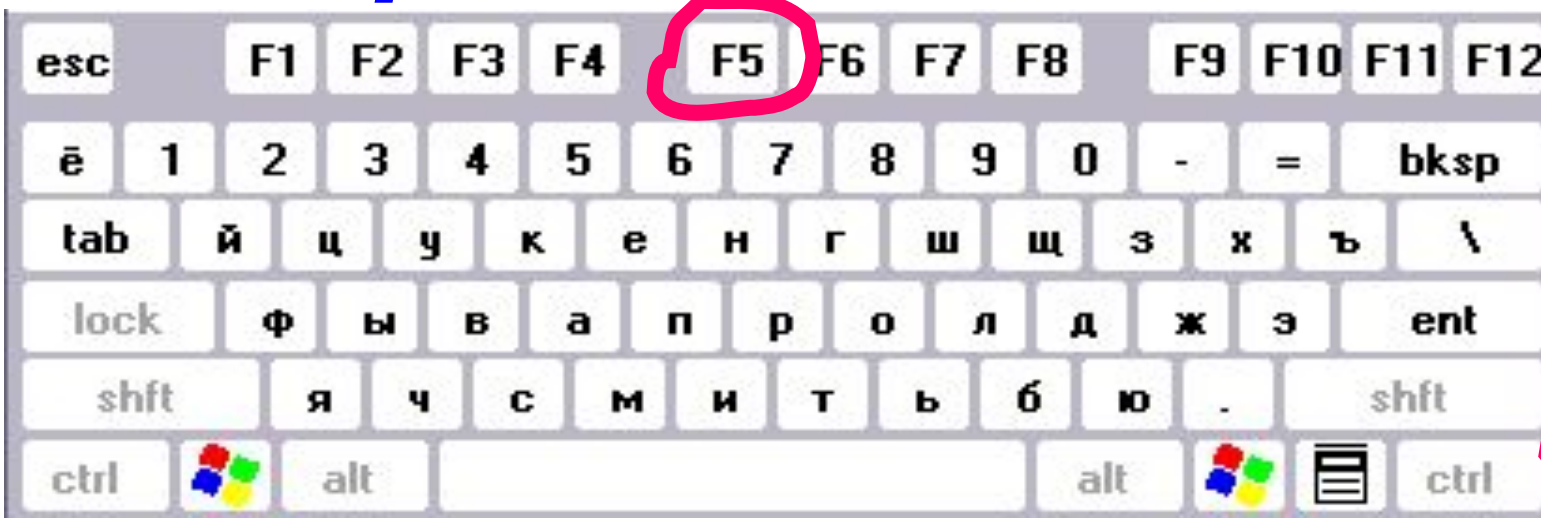 esc F1 F2 F3 F4 F5 F6 F7 F8 F9 F10 F11 F12
ё 1 2 3 4 5 6 7 8 9 0 - = bksp
tab й ц у к е н г ш щ з х ъ \
lock ф ы в а п р о л д ж э ent
shft я ч с м и т ь б ю . shft
ctrl alt alt ctrl